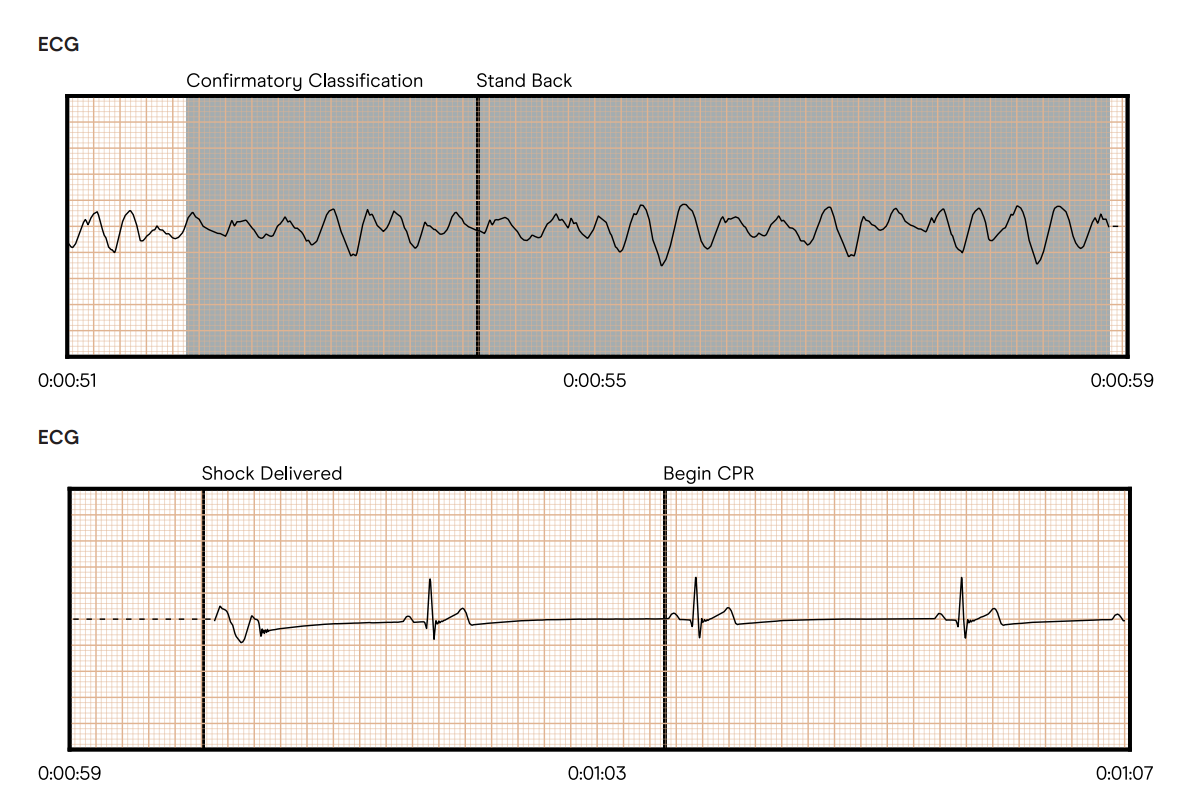 ECG
Confirmatory Classification Stand Back
0:00:51 0:00:55 0:00:59
ECG
Shock Delivered Begin CPR
0:00:59 0:01:03 0:01:07